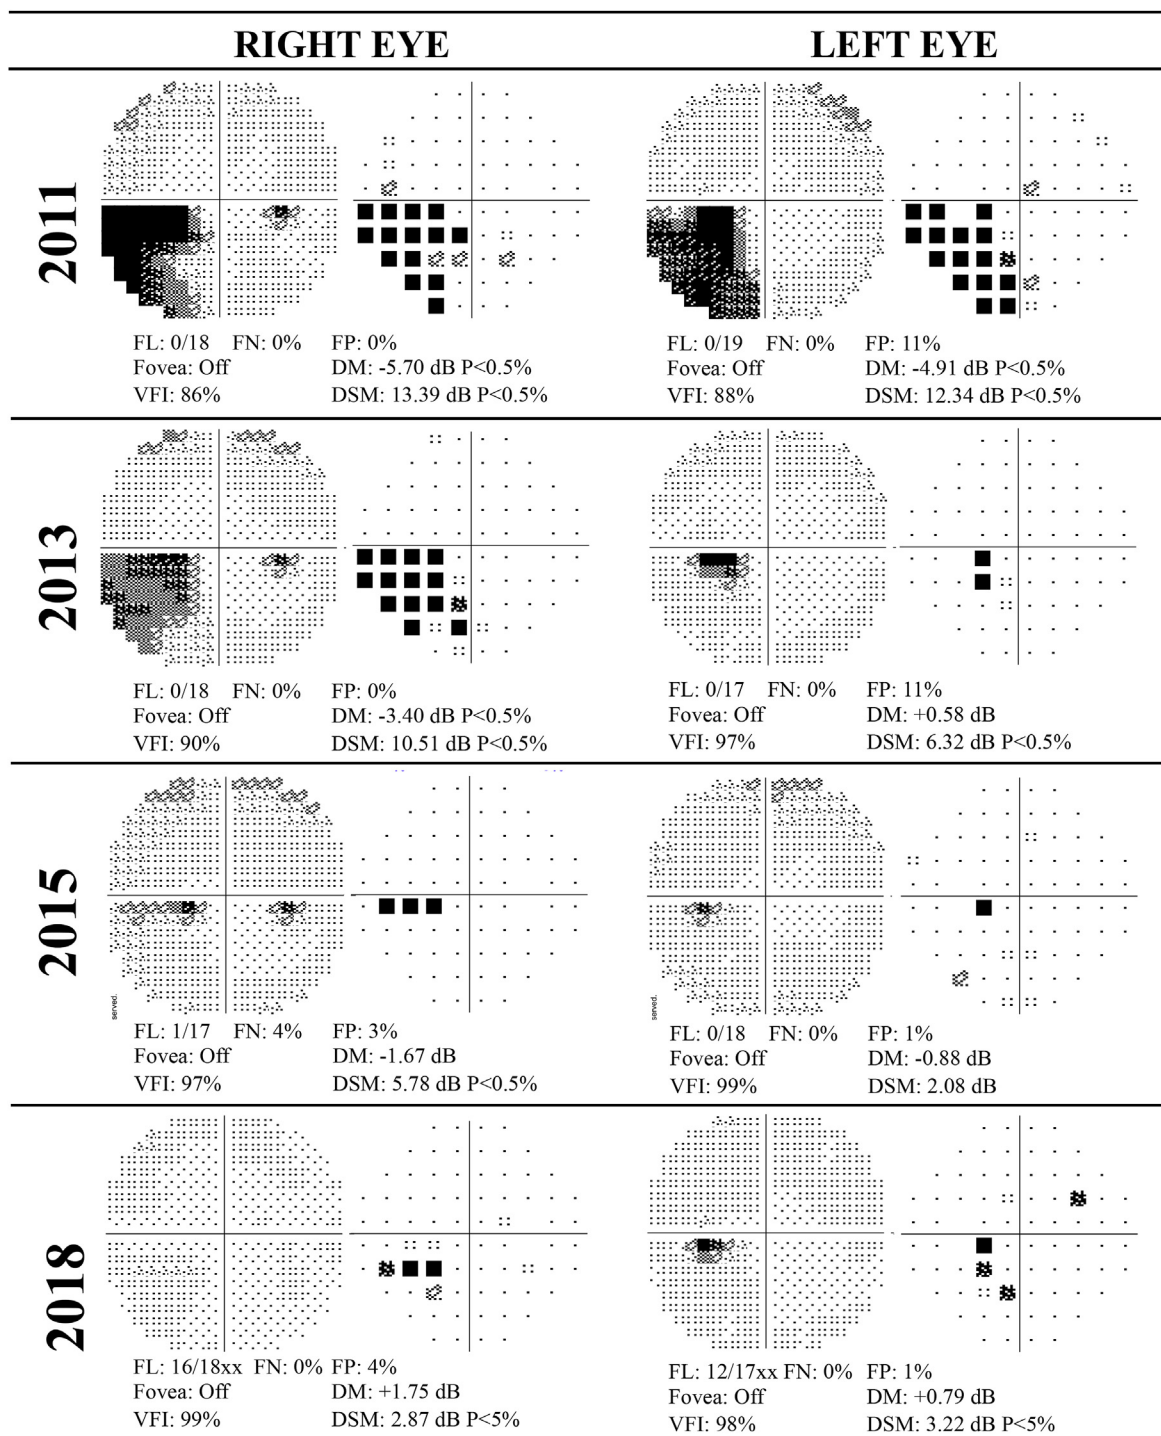 RIGHT EYE LEFT EYE
2011
FL: 0/18 FN: 0% FP: 0%
Fovea: Off DM: -5.70 dB P<0.5%
VFI: 86% DSM: 13.39 dB P<0.5%
FL: 0/19 FN: 0% FP: 11%
Fovea: Off DM: -4.91 dB P<0.5%
VFI: 88% DSM: 12.34 dB P<0.5%
2013
FL: 0/18 FN: 0% FP: 0%
Fovea: Off DM: -3.40 dB P<0.5%
VFI: 90% DSM: 10.51 dB P<0.5%
FL: 0/17 FN: 0% FP: 11%
Fovea: Off DM: +0.58 dB
VFI: 97% DSM: 6.32 dB P<0.5%
2015
served.
FL: 1/17 FN: 4% FP: 3%
Fovea: Off DM: -1.67 dB
VFI: 97% DSM: 5.78 dB P<0.5%
served.
FL: 0/18 FN: 0% FP: 1%
Fovea: Off DM: -0.88 dB
VFI: 99% DSM: 2.08 dB
2018
FL: 16/18xx FN: 0% FP: 4%
Fovea: Off DM: +1.75 dB
VFI: 99% DSM: 2.87 dB P<5%
FL: 12/17xx FN: 0% FP: 1%
Fovea: Off DM: +0.79 dB
VFI: 98% DSM: 3.22 dB P<5%